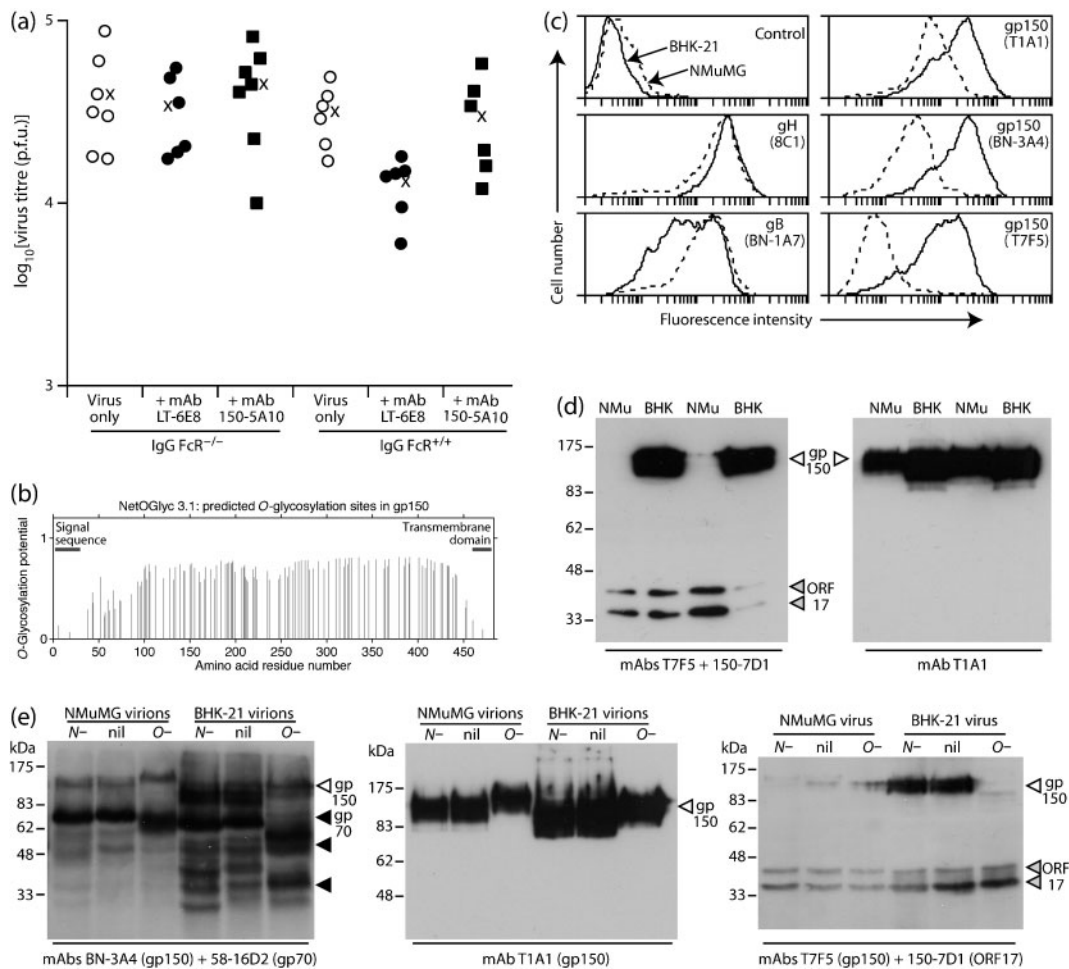 (a)
5
4
3
log10[virus titre (p.f.u.)]
Virus only
+ mAb LT-6E8
+ mAb 150-5A10
Virus only
+ mAb LT-6E8
+ mAb 150-5A10
IgG FcR−/−
IgG FcR+/+
(b)
NetOGlyc 3.1: predicted O-glycosylation sites in gp150
Signal sequence
Transmembrane domain
O-Glycosylation potential
1
0
0 50 100 150 200 250 300 350 400 450
Amino acid residue number
(c)
Control
BHK-21
NMuMG
gp150 (T1A1)
gH (8C1)
gp150 (BN-3A4)
gB (BN-1A7)
gp150 (T7F5)
Cell number
Fluorescence intensity
(d)
NMu BHK NMu BHK
175
83
62
48
33
gp 150
ORF 17
mAbs T7F5 + 150-7D1
NMu BHK NMu BHK
mAb T1A1
(e)
NMuMG virions BHK-21 virions
N− nil O− N− nil O−
kDa
175
83
62
48
33
gp 150
gp 70
mAbs BN-3A4 (gp150) + 58-16D2 (gp70)
NMuMG virions BHK-21 virions
N− nil O− N− nil O−
kDa
175
83
62
48
gp 150
mAb T1A1 (gp150)
NMuMG virus BHK-21 virus
N− nil O− N− nil O−
kDa
175
83
48
33
gp 150
ORF 17
mAbs T7F5 (gp150) + 150-7D1 (ORF17)